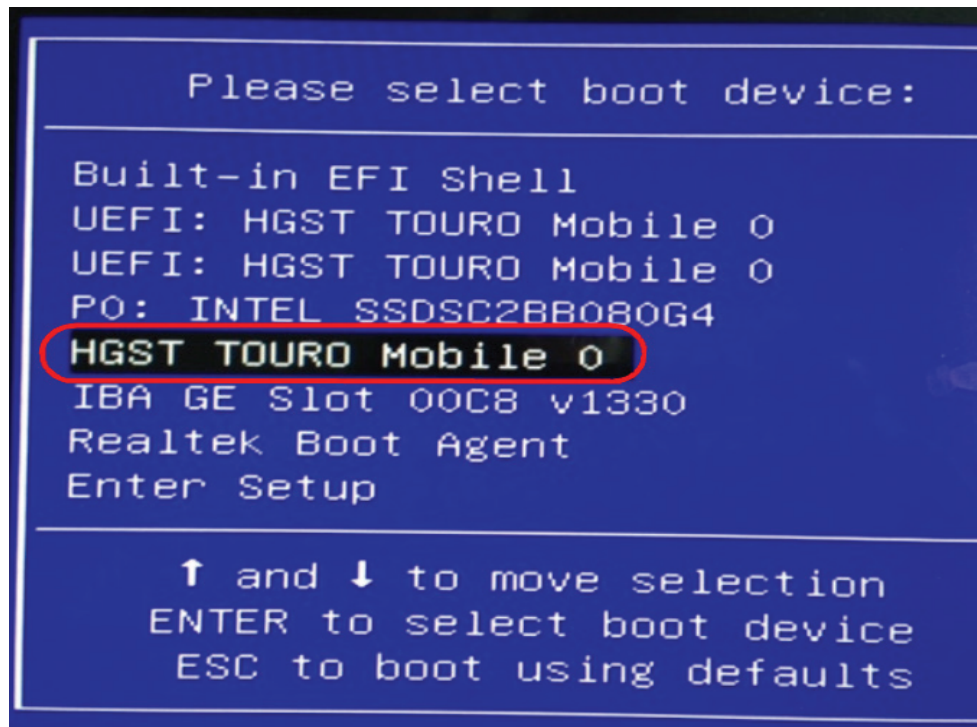 Please select boot device:
Built-in EFI Shell
UEFI: HGST TOURO Mobile 0
UEFI: HGST TOURO Mobile 0
P0: INTEL SSDSC2BB080G4
HGST TOURO Mobile 0
IBA GE Slot 00C8 v1330
Realtek Boot Agent
Enter Setup
↑ and ↓ to move selection
ENTER to select boot device
ESC to boot using defaults